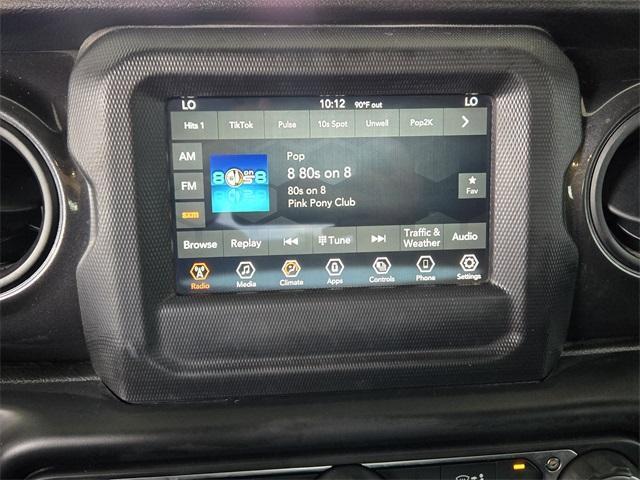 LO 10:12 90°F out LO
Hits 1 TikTok Pulse 10s Spot Unwell Pop2K
AM
Pop
8 80s on 8
FM
80s on 8
Fav
Pink Pony Club
sxm
Browse Replay Tune Traffic & Weather Audio
Radio Media Climate Apps Controls Phone Settings